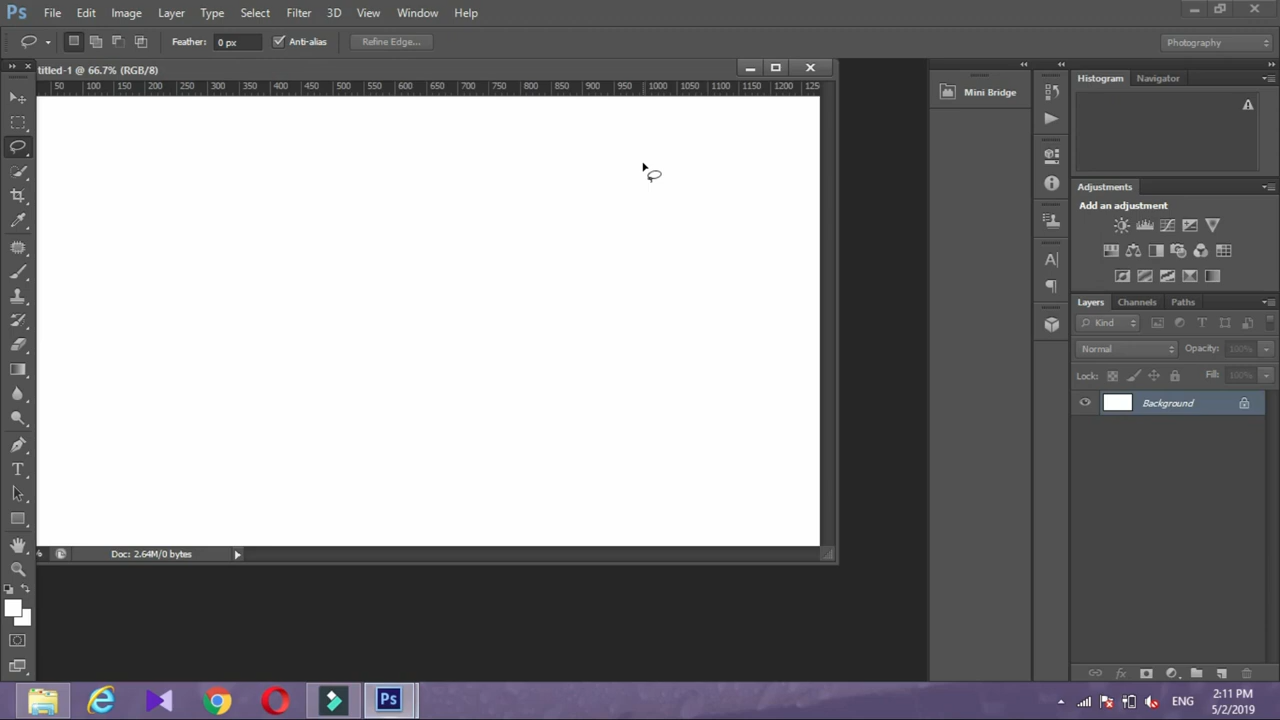 Ps File Edit Image Layer Type Select Filter 3D View Window Help
Feather: 0 px Anti-alias Refine Edge... Photography
titled-1 @ 66.7% (RGB/8)
50 100 150 200 250 300 350 400 450 500 550 600 650 700 750 800 850 900 950 1000 1050 1100 1150 1200 125
Mini Bridge
Histogram Navigator
Adjustments
Add an adjustment
Layers Channels Paths
Kind
Normal Opacity: 100%
Lock: Fill: 100%
Background
% Doc: 2.64M/0 bytes
Ps
ENG
2:11 PM
5/2/2019